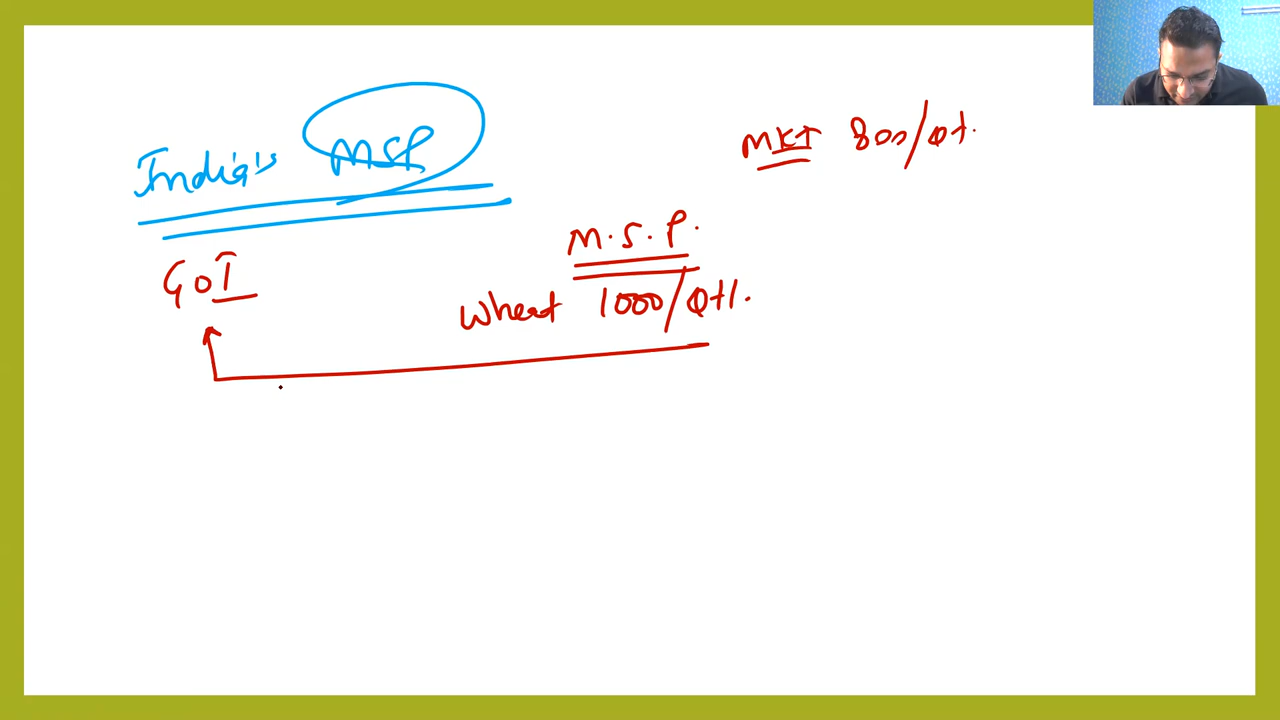 India's MSP
MKT 800/Qt.
M.S.P.
GOI
Wheat 1000/Qtl.